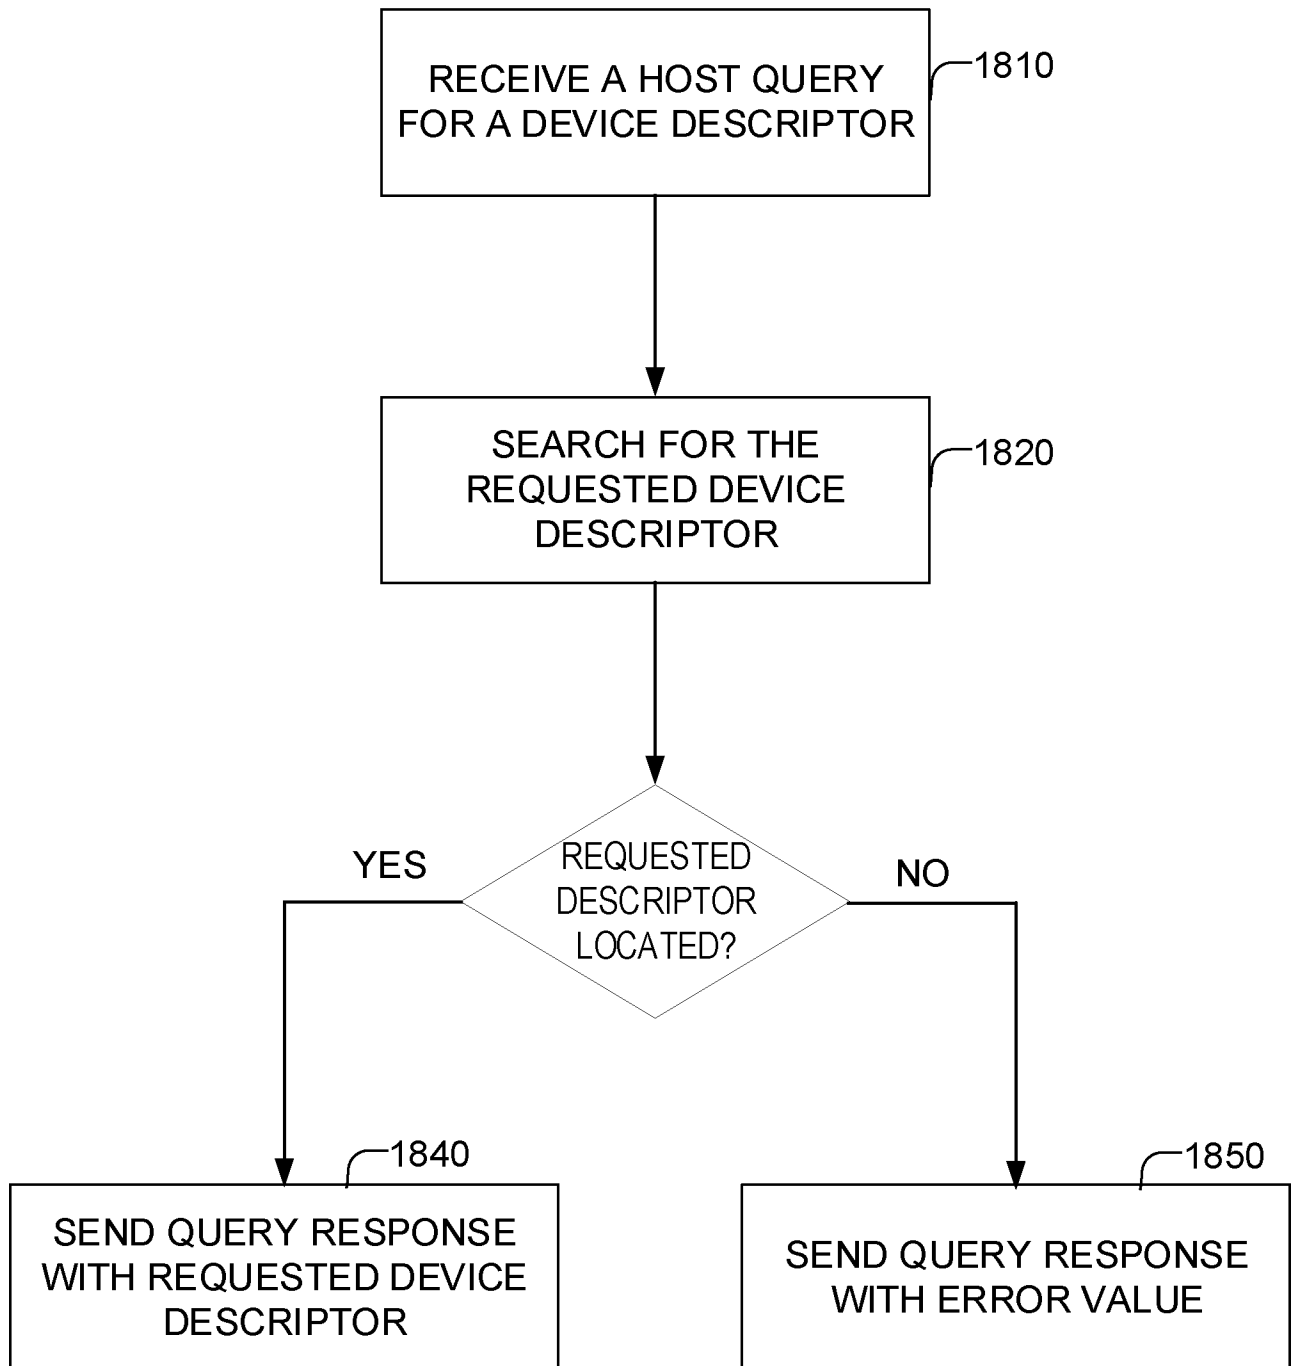 RECEIVE A HOST QUERY
FOR A DEVICE DESCRIPTOR
1810
SEARCH FOR THE
REQUESTED DEVICE
DESCRIPTOR
1820
YES
REQUESTED
DESCRIPTOR
LOCATED?
NO
1840
SEND QUERY RESPONSE
WITH REQUESTED DEVICE
DESCRIPTOR
1850
SEND QUERY RESPONSE
WITH ERROR VALUE